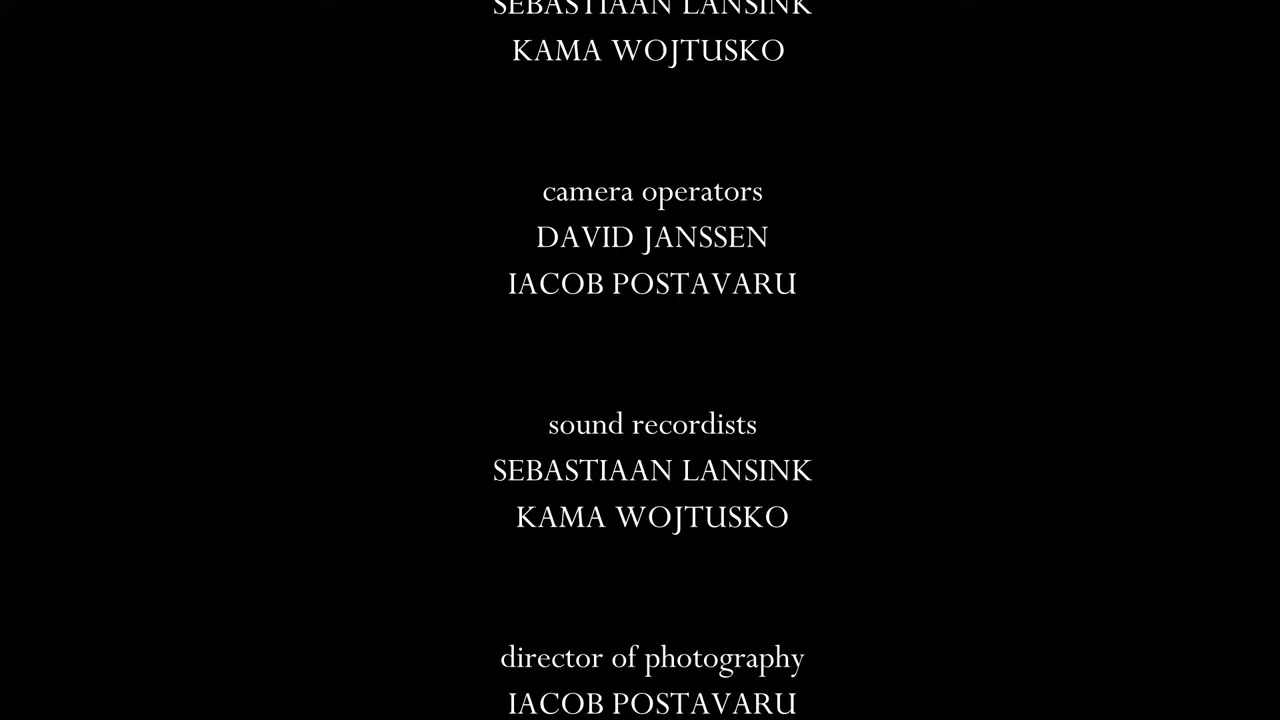 SEBASTIAAN LANSINK
KAMA WOJTUSKO
camera operators
DAVID JANSSEN
IACOB POSTAVARU
sound recordists
SEBASTIAAN LANSINK
KAMA WOJTUSKO
director of photography
IACOB POSTAVARU